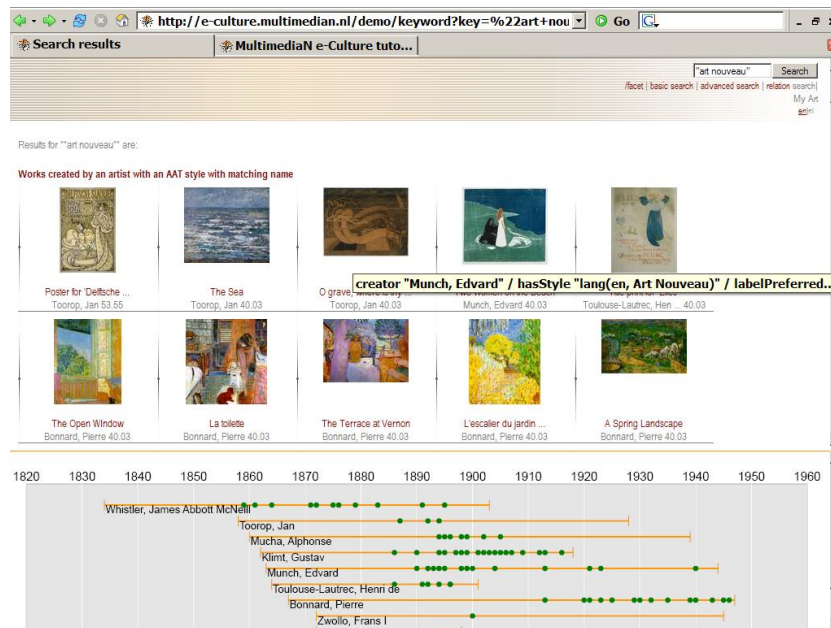 http://e-culture.multimedian.nl/demo/keyword?key=%22art+nou Go G
Search results MultimediaN e-Culture tuto...
"art nouveau" Search
/facet | basic search | advanced search | relation search|
My Art
en|nl
Results for ""art nouveau"" are:
Works created by an artist with an AAT style with matching name
creator "Munch, Edvard" / hasStyle "lang(en, Art Nouveau)" / labelPreferred..
Poster for 'Delftsche ... The Sea O grave,
Toorop, Jan 53.55 Toorop, Jan 40.03 Toorop, Jan 40.03 Munch, Edvard 40.03 Toulouse-Lautrec, Hen ... 40.03
The Open Window La toilette The Terrace at Vernon L'escalier du jardin ... A Spring Landscape
Bonnard, Pierre 40.03 Bonnard, Pierre 40.03 Bonnard, Pierre 40.03 Bonnard, Pierre 40.03 Bonnard, Pierre 40.03
1820 1830 1840 1850 1860 1870 1880 1890 1900 1910 1920 1930 1940 1950 1960
Whistler, James Abbott McNeill
Toorop, Jan
Mucha, Alphonse
Klimt, Gustav
Munch, Edvard
Toulouse-Lautrec, Henri de
Bonnard, Pierre
Zwollo, Frans I